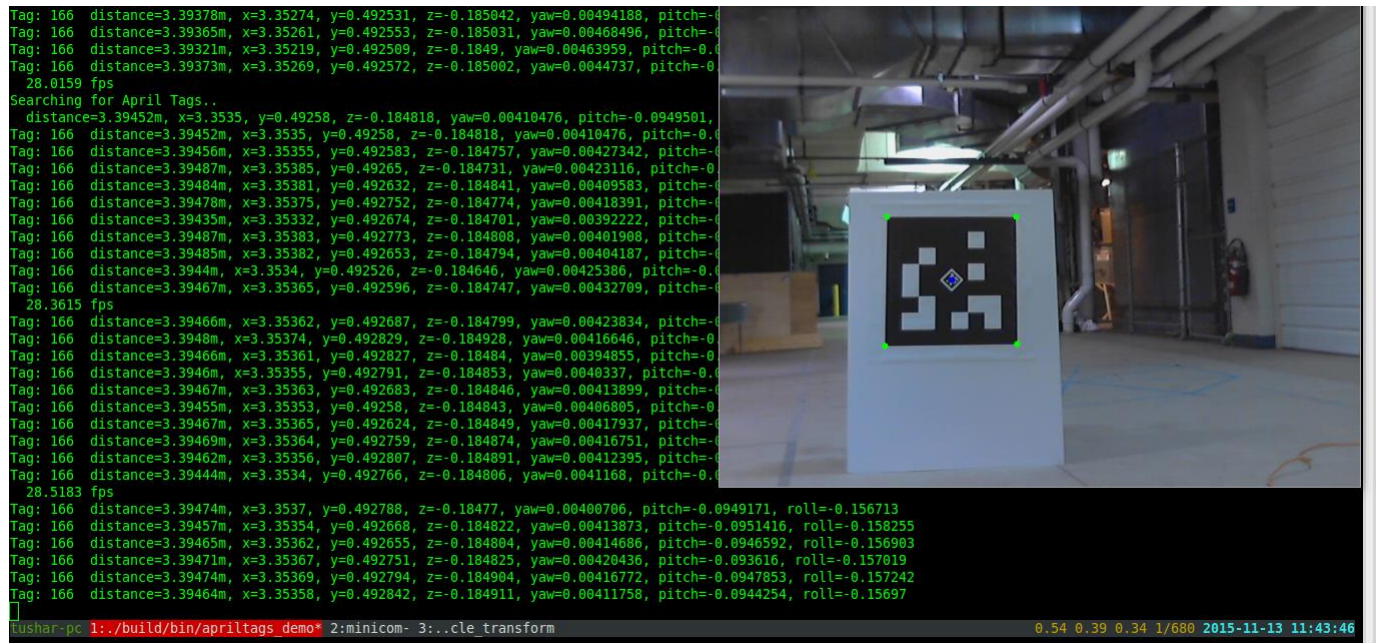 Tag: 166  distance=3.39378m, x=3.35274, y=0.492531, z=-0.185042, yaw=0.00494188, pitch=-0
Tag: 166  distance=3.39365m, x=3.35261, y=0.492553, z=-0.185031, yaw=0.00468496, pitch=-
Tag: 166  distance=3.39321m, x=3.35219, y=0.492509, z=-0.1849, yaw=0.00463959, pitch=-0.0
Tag: 166  distance=3.39373m, x=3.35269, y=0.492572, z=-0.185002, yaw=0.0044737, pitch=-0.
28.0159 fps
Searching for April Tags..
distance=3.39452m, x=3.3535, y=0.49258, z=-0.184818, yaw=0.00410476, pitch=-0.0949501,
Tag: 166  distance=3.39452m, x=3.3535, y=0.49258, z=-0.184818, yaw=0.00410476, pitch=-0.0
Tag: 166  distance=3.39456m, x=3.35355, y=0.492583, z=-0.184757, yaw=0.00427342, pitch=-0
Tag: 166  distance=3.39487m, x=3.35385, y=0.49265, z=-0.184731, yaw=0.00423116, pitch=-0.
Tag: 166  distance=3.39484m, x=3.35381, y=0.492632, z=-0.184841, yaw=0.00409583, pitch=-0
Tag: 166  distance=3.39478m, x=3.35375, y=0.492752, z=-0.184774, yaw=0.00418391, pitch=-0
Tag: 166  distance=3.39435m, x=3.35332, y=0.492674, z=-0.184701, yaw=0.00392222, pitch=-0
Tag: 166  distance=3.39487m, x=3.35383, y=0.492773, z=-0.184808, yaw=0.00401908, pitch=-0
Tag: 166  distance=3.39485m, x=3.35382, y=0.492653, z=-0.184794, yaw=0.00404187, pitch=-0
Tag: 166  distance=3.3944m, x=3.3534, y=0.492526, z=-0.184646, yaw=0.00425386, pitch=-0.0
Tag: 166  distance=3.39467m, x=3.35365, y=0.492596, z=-0.184747, yaw=0.00432709, pitch=-0
28.3615 fps
Tag: 166  distance=3.39466m, x=3.35362, y=0.492687, z=-0.184799, yaw=0.00423834, pitch=-0
Tag: 166  distance=3.3948m, x=3.35374, y=0.492829, z=-0.184928, yaw=0.00416646, pitch=-0.
Tag: 166  distance=3.39466m, x=3.35361, y=0.492827, z=-0.18484, yaw=0.00394855, pitch=-0.
Tag: 166  distance=3.3946m, x=3.35355, y=0.492791, z=-0.184853, yaw=0.0040337, pitch=-0.
Tag: 166  distance=3.39467m, x=3.35363, y=0.492683, z=-0.184846, yaw=0.00413899, pitch=-0
Tag: 166  distance=3.39455m, x=3.35353, y=0.49258, z=-0.184843, yaw=0.00406805, pitch=-0.
Tag: 166  distance=3.39467m, x=3.35365, y=0.492624, z=-0.184849, yaw=0.00417937, pitch=-0
Tag: 166  distance=3.39469m, x=3.35364, y=0.492759, z=-0.184874, yaw=0.00416751, pitch=-0
Tag: 166  distance=3.39462m, x=3.35356, y=0.492807, z=-0.184891, yaw=0.00412395, pitch=-0
Tag: 166  distance=3.39444m, x=3.3534, y=0.492766, z=-0.184806, yaw=0.0041168, pitch=-0.0
28.5183 fps
Tag: 166  distance=3.39474m, x=3.3537, y=0.492788, z=-0.18477, yaw=0.00400706, pitch=-0.0949171, roll=-0.156713
Tag: 166  distance=3.39457m, x=3.35354, y=0.492668, z=-0.184822, yaw=0.00413873, pitch=-0.0951416, roll=-0.158255
Tag: 166  distance=3.39465m, x=3.35362, y=0.492655, z=-0.184804, yaw=0.00414686, pitch=-0.0946592, roll=-0.156903
Tag: 166  distance=3.39471m, x=3.35367, y=0.492751, z=-0.184825, yaw=0.00420436, pitch=-0.093616, roll=-0.157019
Tag: 166  distance=3.39474m, x=3.35369, y=0.492794, z=-0.184904, yaw=0.00416772, pitch=-0.0947853, roll=-0.157242
Tag: 166  distance=3.39464m, x=3.35358, y=0.492842, z=-0.184911, yaw=0.00411758, pitch=-0.0944254, roll=-0.15697
tushar-pc 1:./build/bin/apriltags_demo* 2:minicom- 3:..cle_transform 0.54 0.39 0.34 1/680 2015-11-13 11:43:46